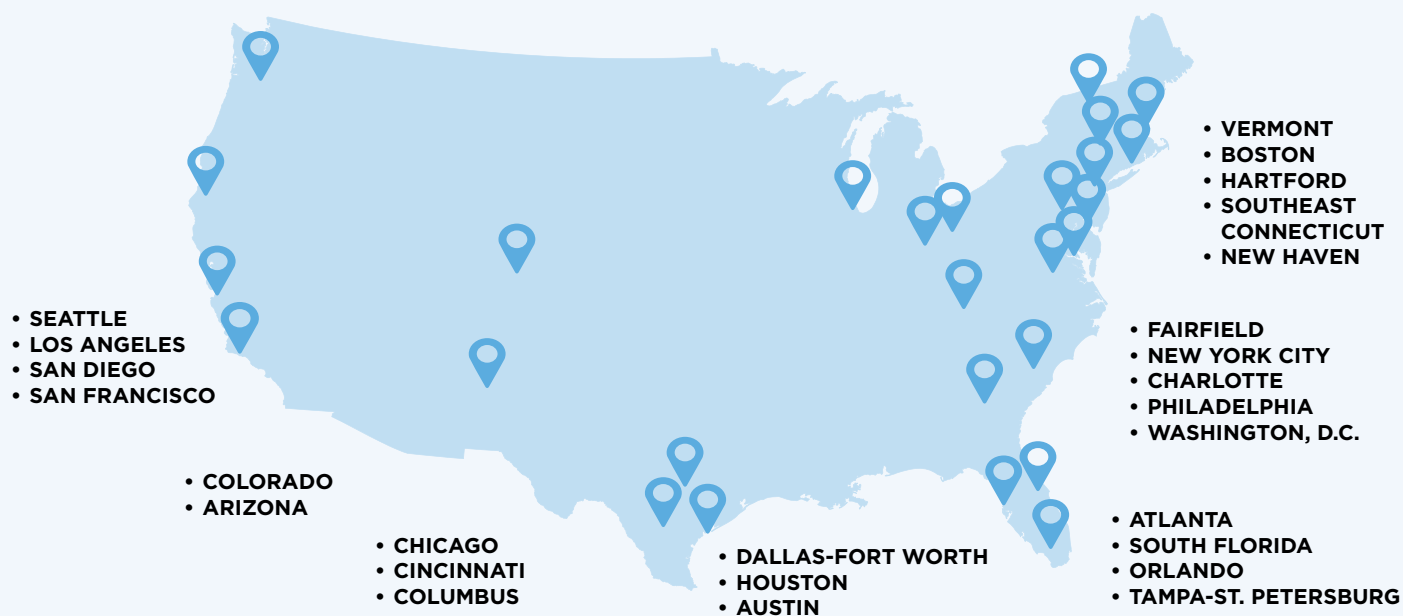 • VERMONT
• BOSTON
• HARTFORD
• SOUTHEAST
CONNECTICUT
• NEW HAVEN
• SEATTLE
• LOS ANGELES
• SAN DIEGO
• SAN FRANCISCO
• FAIRFIELD
• NEW YORK CITY
• CHARLOTTE
• PHILADELPHIA
• WASHINGTON, D.C.
• COLORADO
• ARIZONA
• CHICAGO
• CINCINNATI
• COLUMBUS
• DALLAS-FORT WORTH
• HOUSTON
• AUSTIN
• ATLANTA
• SOUTH FLORIDA
• ORLANDO
• TAMPA-ST. PETERSBURG